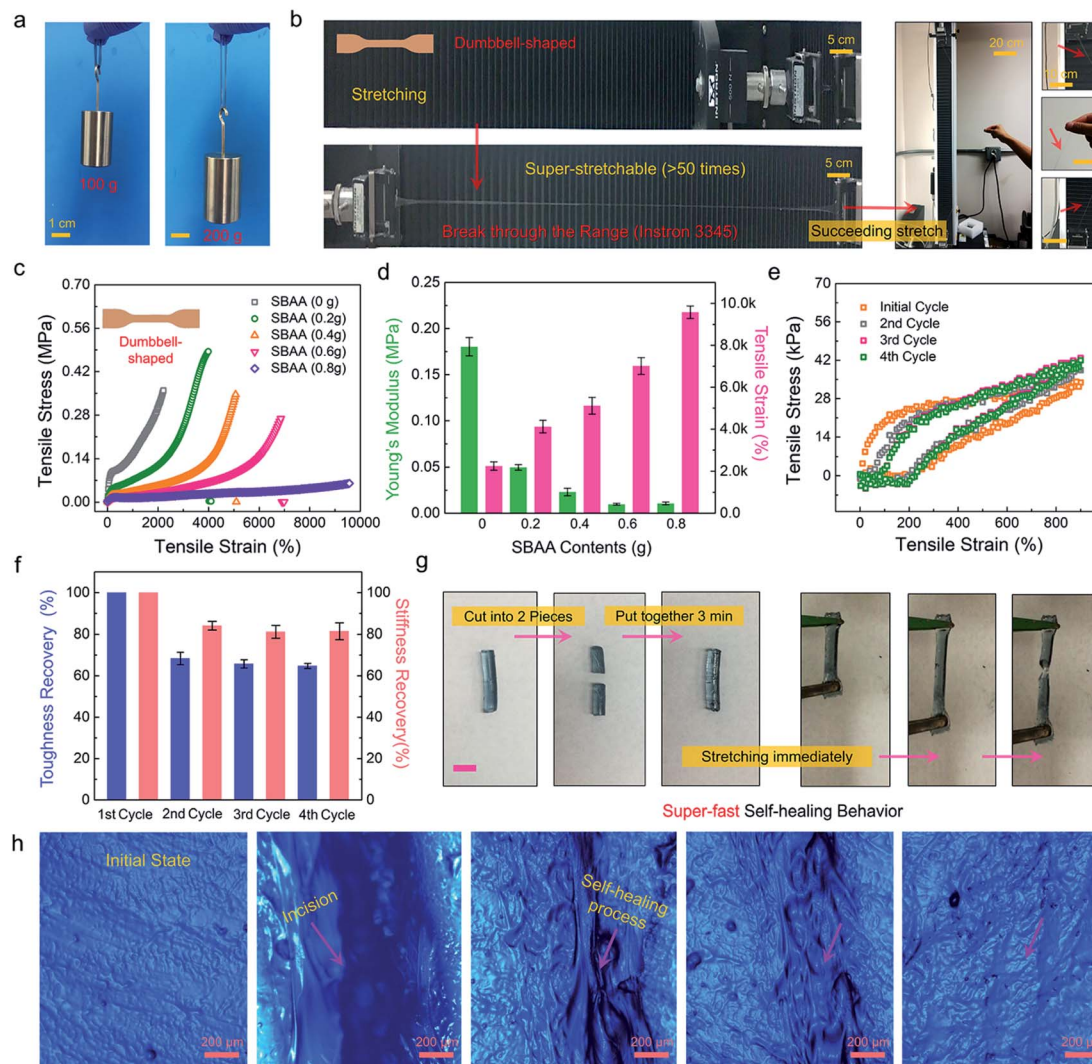 a
100 g
1 cm
200 g
b
Dumbbell-shaped
Stretching
5 cm
INSTRON
500 N
Super-stretchable (>50 times)
5 cm
Break through the Range (Instron 3345)
Succeeding stretch
20 cm
c
Tensile Stress (MPa)
0.70
0.56
0.42
0.28
0.14
0.00
Dumbbell-
shaped
SBAA (0 g)
SBAA (0.2g)
SBAA (0.4g)
SBAA (0.6g)
SBAA (0.8g)
0 2000 4000 6000 8000 10000
Tensile Strain (%)
d
Young's Modulus (MPa)
0.25
0.20
0.15
0.10
0.05
0.00
10.0k
8.0k
6.0k
4.0k
2.0k
0.0
Tensile Strain (%)
0 0.2 0.4 0.6 0.8
SBAA Contents (g)
e
Tensile Stress (kPa)
70
56
42
28
14
0
Initial Cycle
2nd Cycle
3rd Cycle
4th Cycle
0 200 400 600 800
Tensile Strain (%)
f
Toughness Recovery (%)
100
80
60
40
20
0
100
80
60
40
20
0
Stiffness Recovery(%)
1st Cycle 2nd Cycle 3rd Cycle 4th Cycle
g
Cut into 2 Pieces
Put together 3 min
Stretching immediately
Super-fast Self-healing Behavior
h
Initial State
200 μm
Incision
200 μm
Self-healing
process
200 μm
200 μm
200 μm